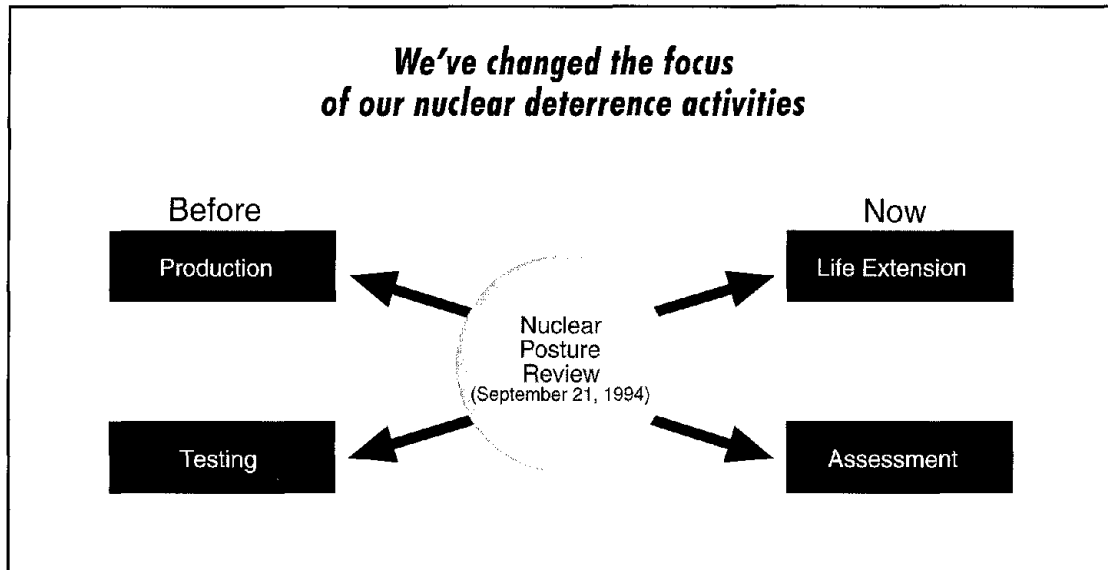 We've changed the focus
of our nuclear deterrence activities
Before
Now
Production
Life Extension
Nuclear
Posture
Review
(September 21, 1994)
Testing
Assessment